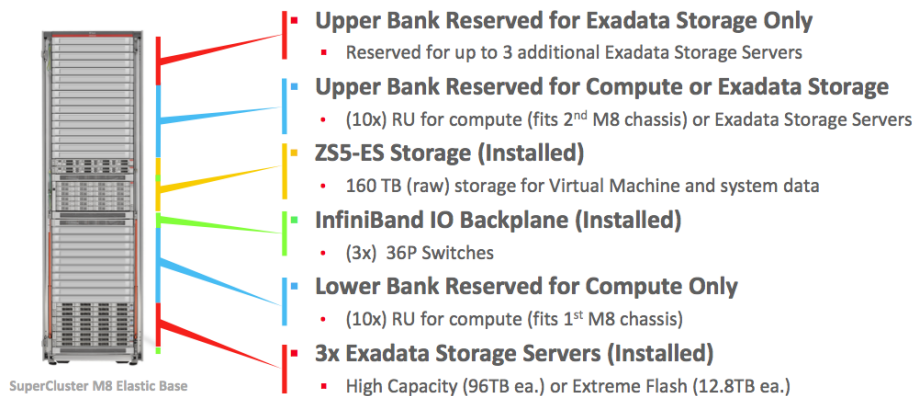 Upper Bank Reserved for Exadata Storage Only
Reserved for up to 3 additional Exadata Storage Servers
Upper Bank Reserved for Compute or Exadata Storage
(10x) RU for compute (fits 2nd M8 chassis) or Exadata Storage Servers
ZS5-ES Storage (Installed)
160 TB (raw) storage for Virtual Machine and system data
InfiniBand IO Backplane (Installed)
(3x) 36P Switches
Lower Bank Reserved for Compute Only
(10x) RU for compute (fits 1st M8 chassis)
3x Exadata Storage Servers (Installed)
High Capacity (96TB ea.) or Extreme Flash (12.8TB ea.)
SuperCluster M8 Elastic Base